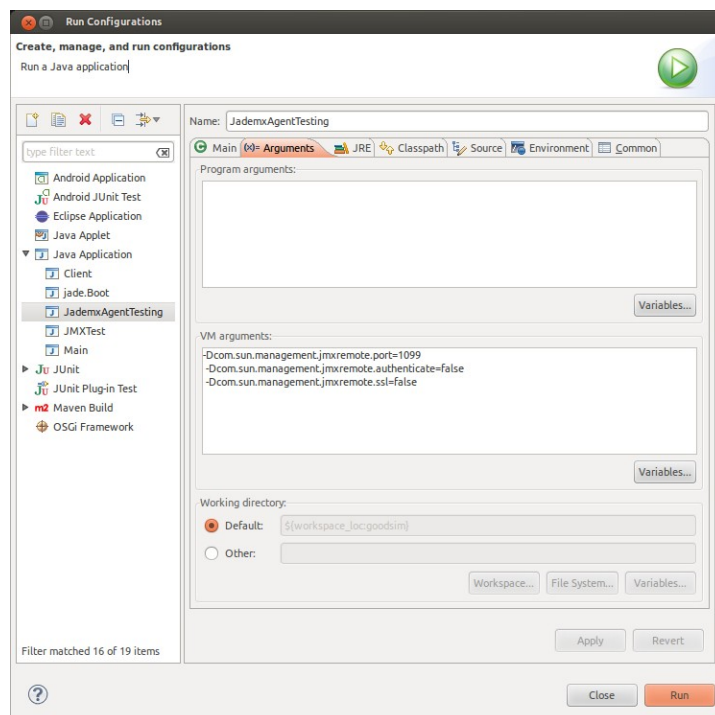 Run Configurations
Create, manage, and run configurations
Run a Java application
Name: JademxAgentTesting
type filter text
Main (x)= Arguments JRE Classpath Source Environment Common
Program arguments:
Variables...
VM arguments:
-Dcom.sun.management.jmxremote.port=1099
-Dcom.sun.management.jmxremote.authenticate=false
-Dcom.sun.management.jmxremote.ssl=false
Variables...
Working directory:
Default: ${workspace_loc:goodsim}
Other:
Workspace... File System... Variables...
Android Application
Android JUnit Test
Eclipse Application
Java Applet
Java Application
Client
jade.Boot
JademxAgentTesting
JMXTest
Main
JUnit
JUnit Plug-in Test
m2 Maven Build
OSGi Framework
Filter matched 16 of 19 items
Apply Revert
Close Run